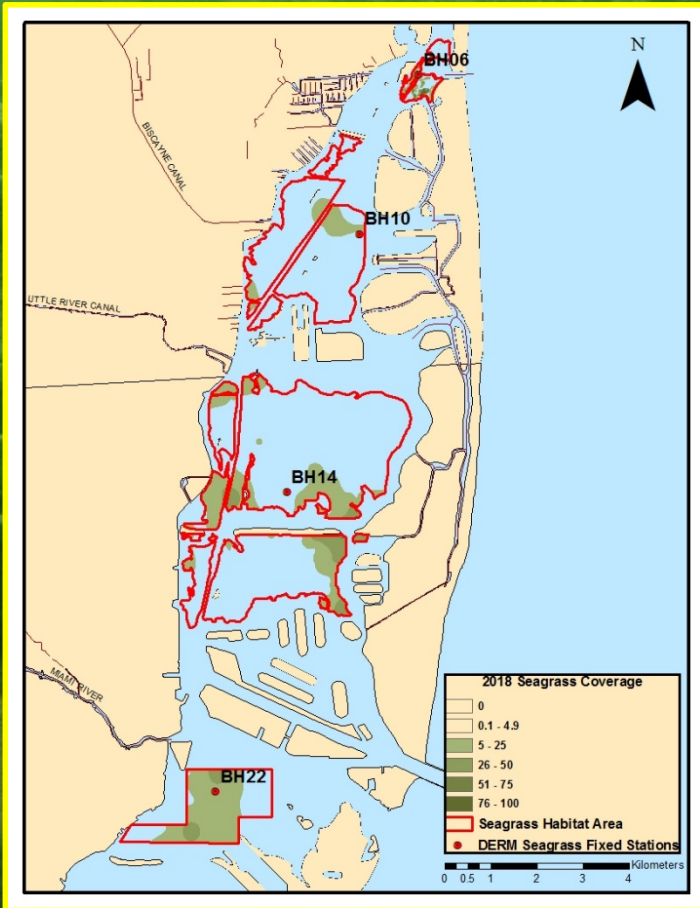 BH06
N
BISCAYNE CANAL
BH10
UTTLE RIVER CANAL
BH14
MIAMI RIVER
2018 Seagrass Coverage
0
0.1 - 4.9
5 - 25
26 - 50
51 - 75
76 - 100
Seagrass Habitat Area
DERM Seagrass Fixed Stations
Kilometers
0 0.5 1 2 3 4
BH22